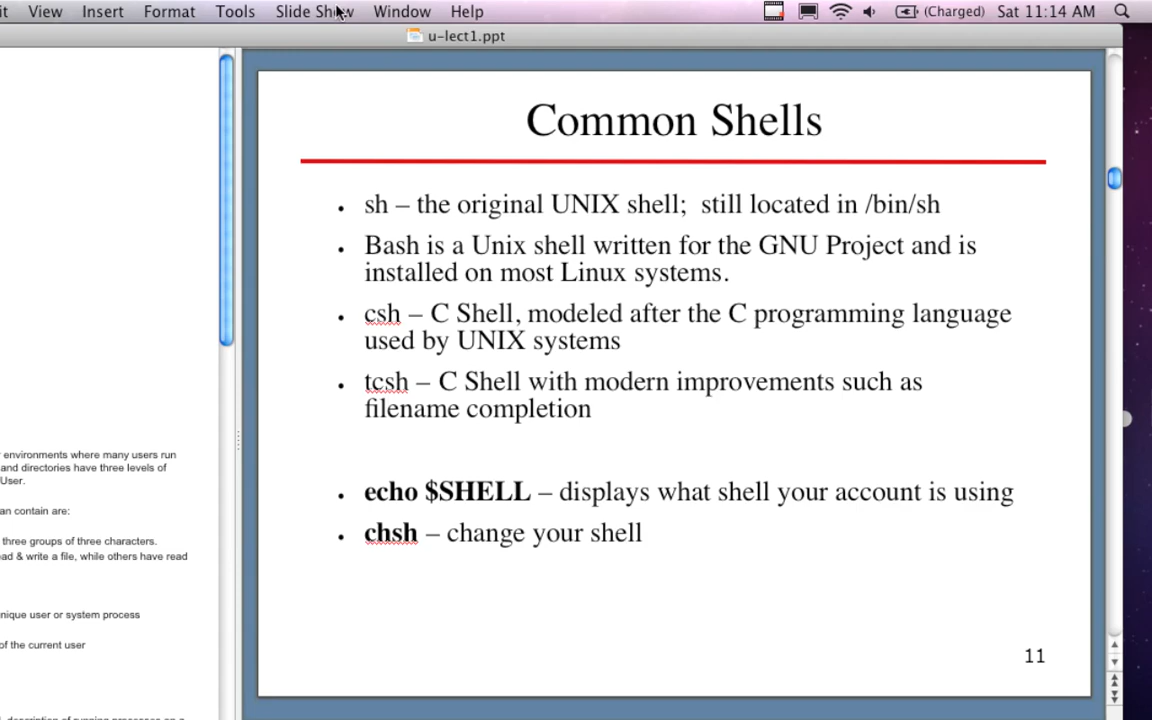 View Insert Format Tools Slide Show Window Help (Charged) Sat 11:14 AM
u-lect1.ppt
Common Shells
• sh – the original UNIX shell;  still located in /bin/sh
• Bash is a Unix shell written for the GNU Project and is
installed on most Linux systems.
• csh – C Shell, modeled after the C programming language
used by UNIX systems
• tcsh – C Shell with modern improvements such as
filename completion
• echo $SHELL – displays what shell your account is using
• chsh – change your shell
11
environments where many users run
and directories have three levels of
User.
an contain are:
three groups of three characters.
ad & write a file, while others have read
nique user or system process
of the current user